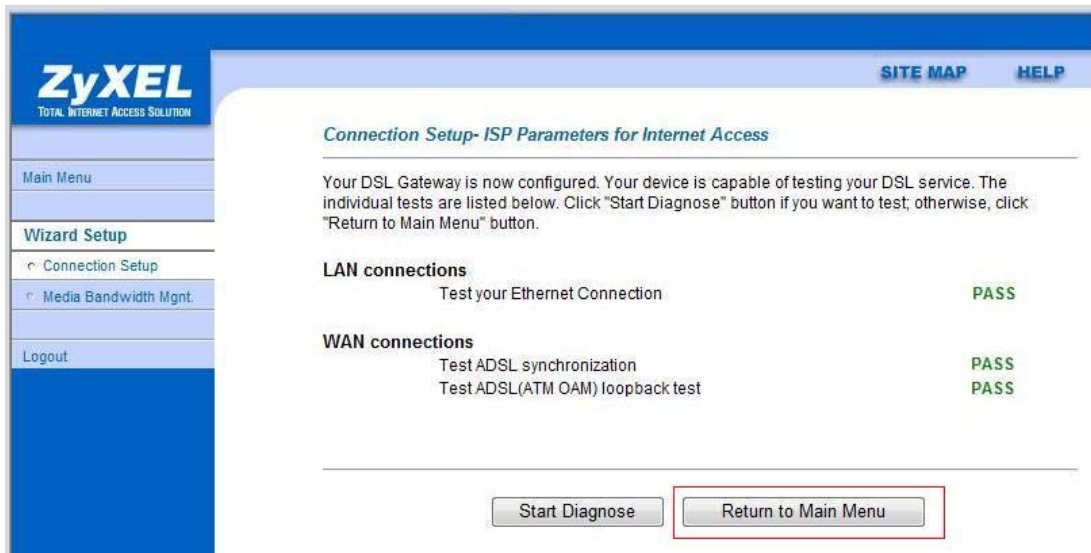 ZyXEL
TOTAL INTERNET ACCESS SOLUTION
SITE MAP HELP
Main Menu
Wizard Setup
Connection Setup
Media Bandwidth Mgnt.
Logout
Connection Setup- ISP Parameters for Internet Access
Your DSL Gateway is now configured. Your device is capable of testing your DSL service. The
individual tests are listed below. Click "Start Diagnose" button if you want to test; otherwise, click
"Return to Main Menu" button.
LAN connections
Test your Ethernet Connection PASS
WAN connections
Test ADSL synchronization PASS
Test ADSL(ATM OAM) loopback test PASS
Start Diagnose Return to Main Menu